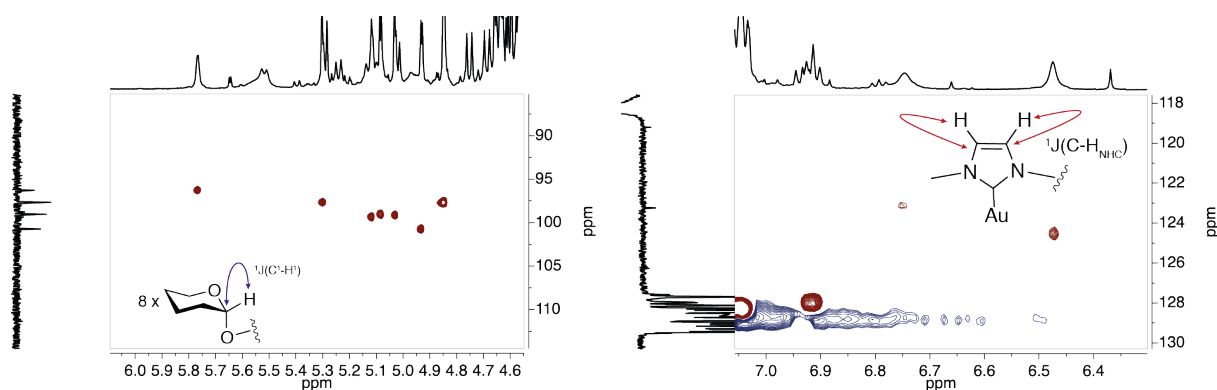 90
95
100
105
110
ppm
6.0 5.9 5.8 5.7 5.6 5.5 5.4 5.3 5.2 5.1 5.0 4.9 4.8 4.7 4.6
ppm
8 x
O
H
O
¹J(C¹-H¹)
118
120
122
124
126
128
130
ppm
7.0 6.9 6.8 6.7 6.6 6.5 6.4
ppm
H H
N N
Au
¹J(C-H_NHC)